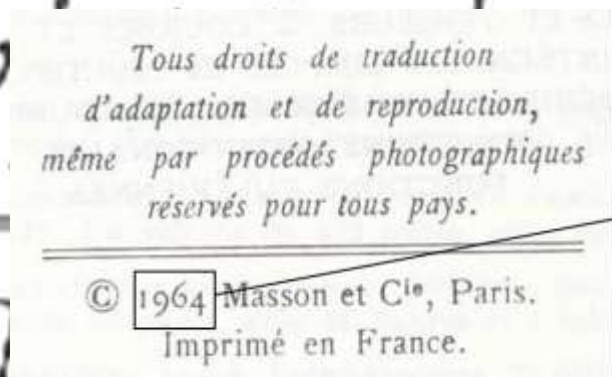 Tous droits de traduction
d'adaptation et de reproduction,
même par procédés photographiques
réservés pour tous pays.
© 1964 Masson et Cie, Paris.
Imprimé en France.